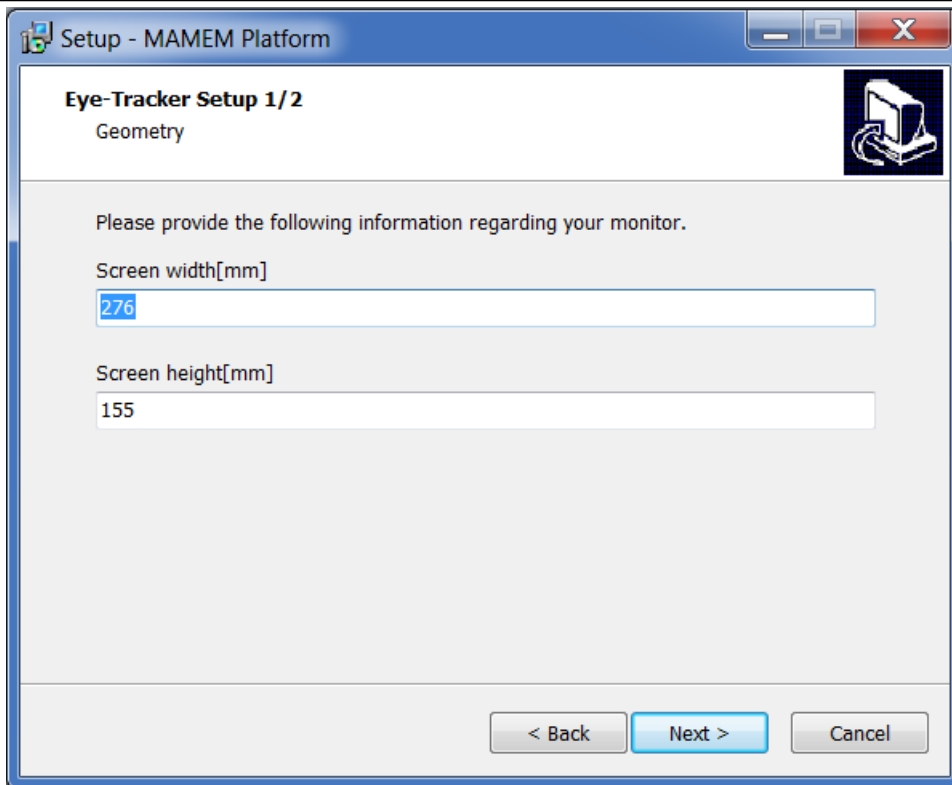 Setup - MAMEM Platform
Eye-Tracker Setup 1/2
Geometry
Please provide the following information regarding your monitor.
Screen width[mm]
276
Screen height[mm]
155
< Back
Next >
Cancel